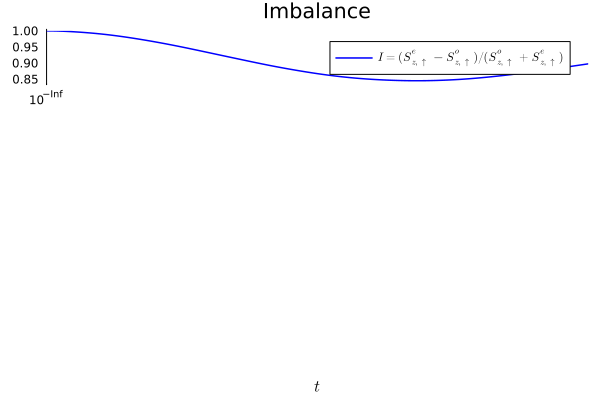 Imbalance
1.00
0.95
0.90
0.85
10^{-Inf}
I = (S^e_{z,↑} − S^o_{z,↑})/(S^o_{z,↑} + S^e_{z,↑})
t